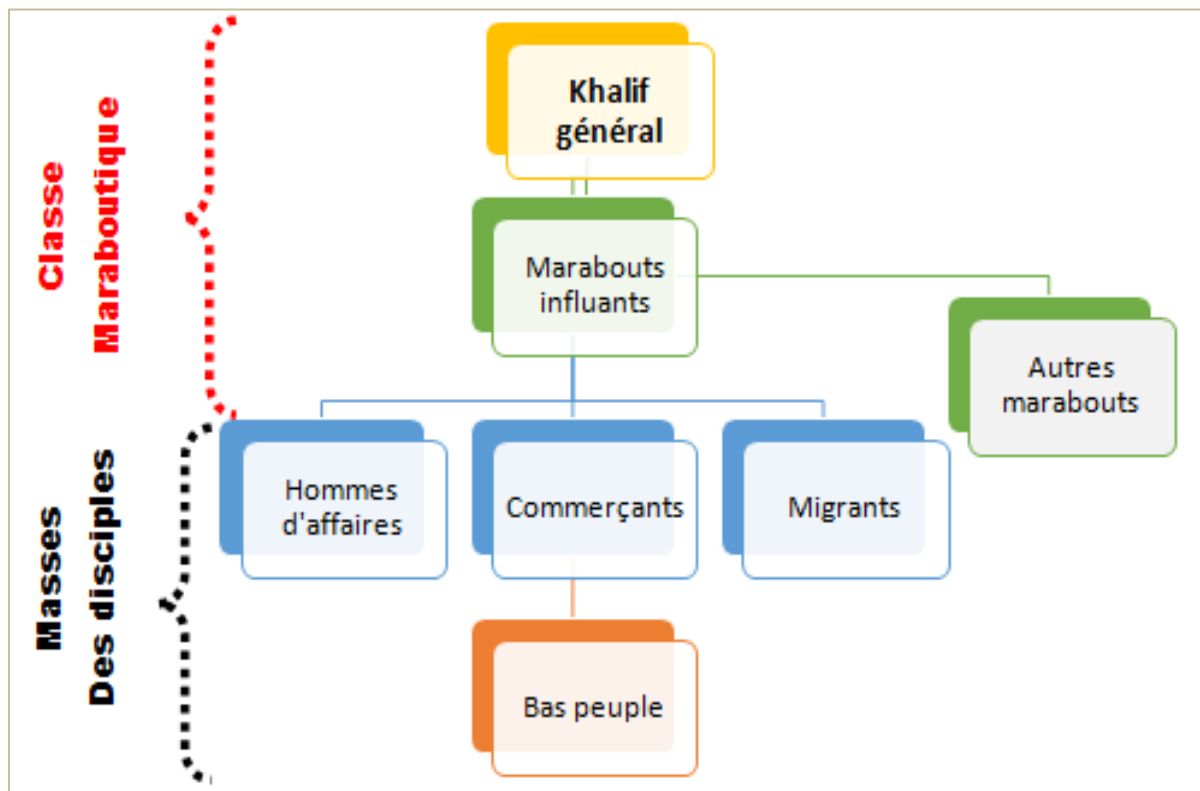 Classe
Maraboutique
Khalif
général
Marabouts
influants
Autres
marabouts
Masses
Des disciples
Hommes
d'affaires
Commerçants
Migrants
Bas peuple